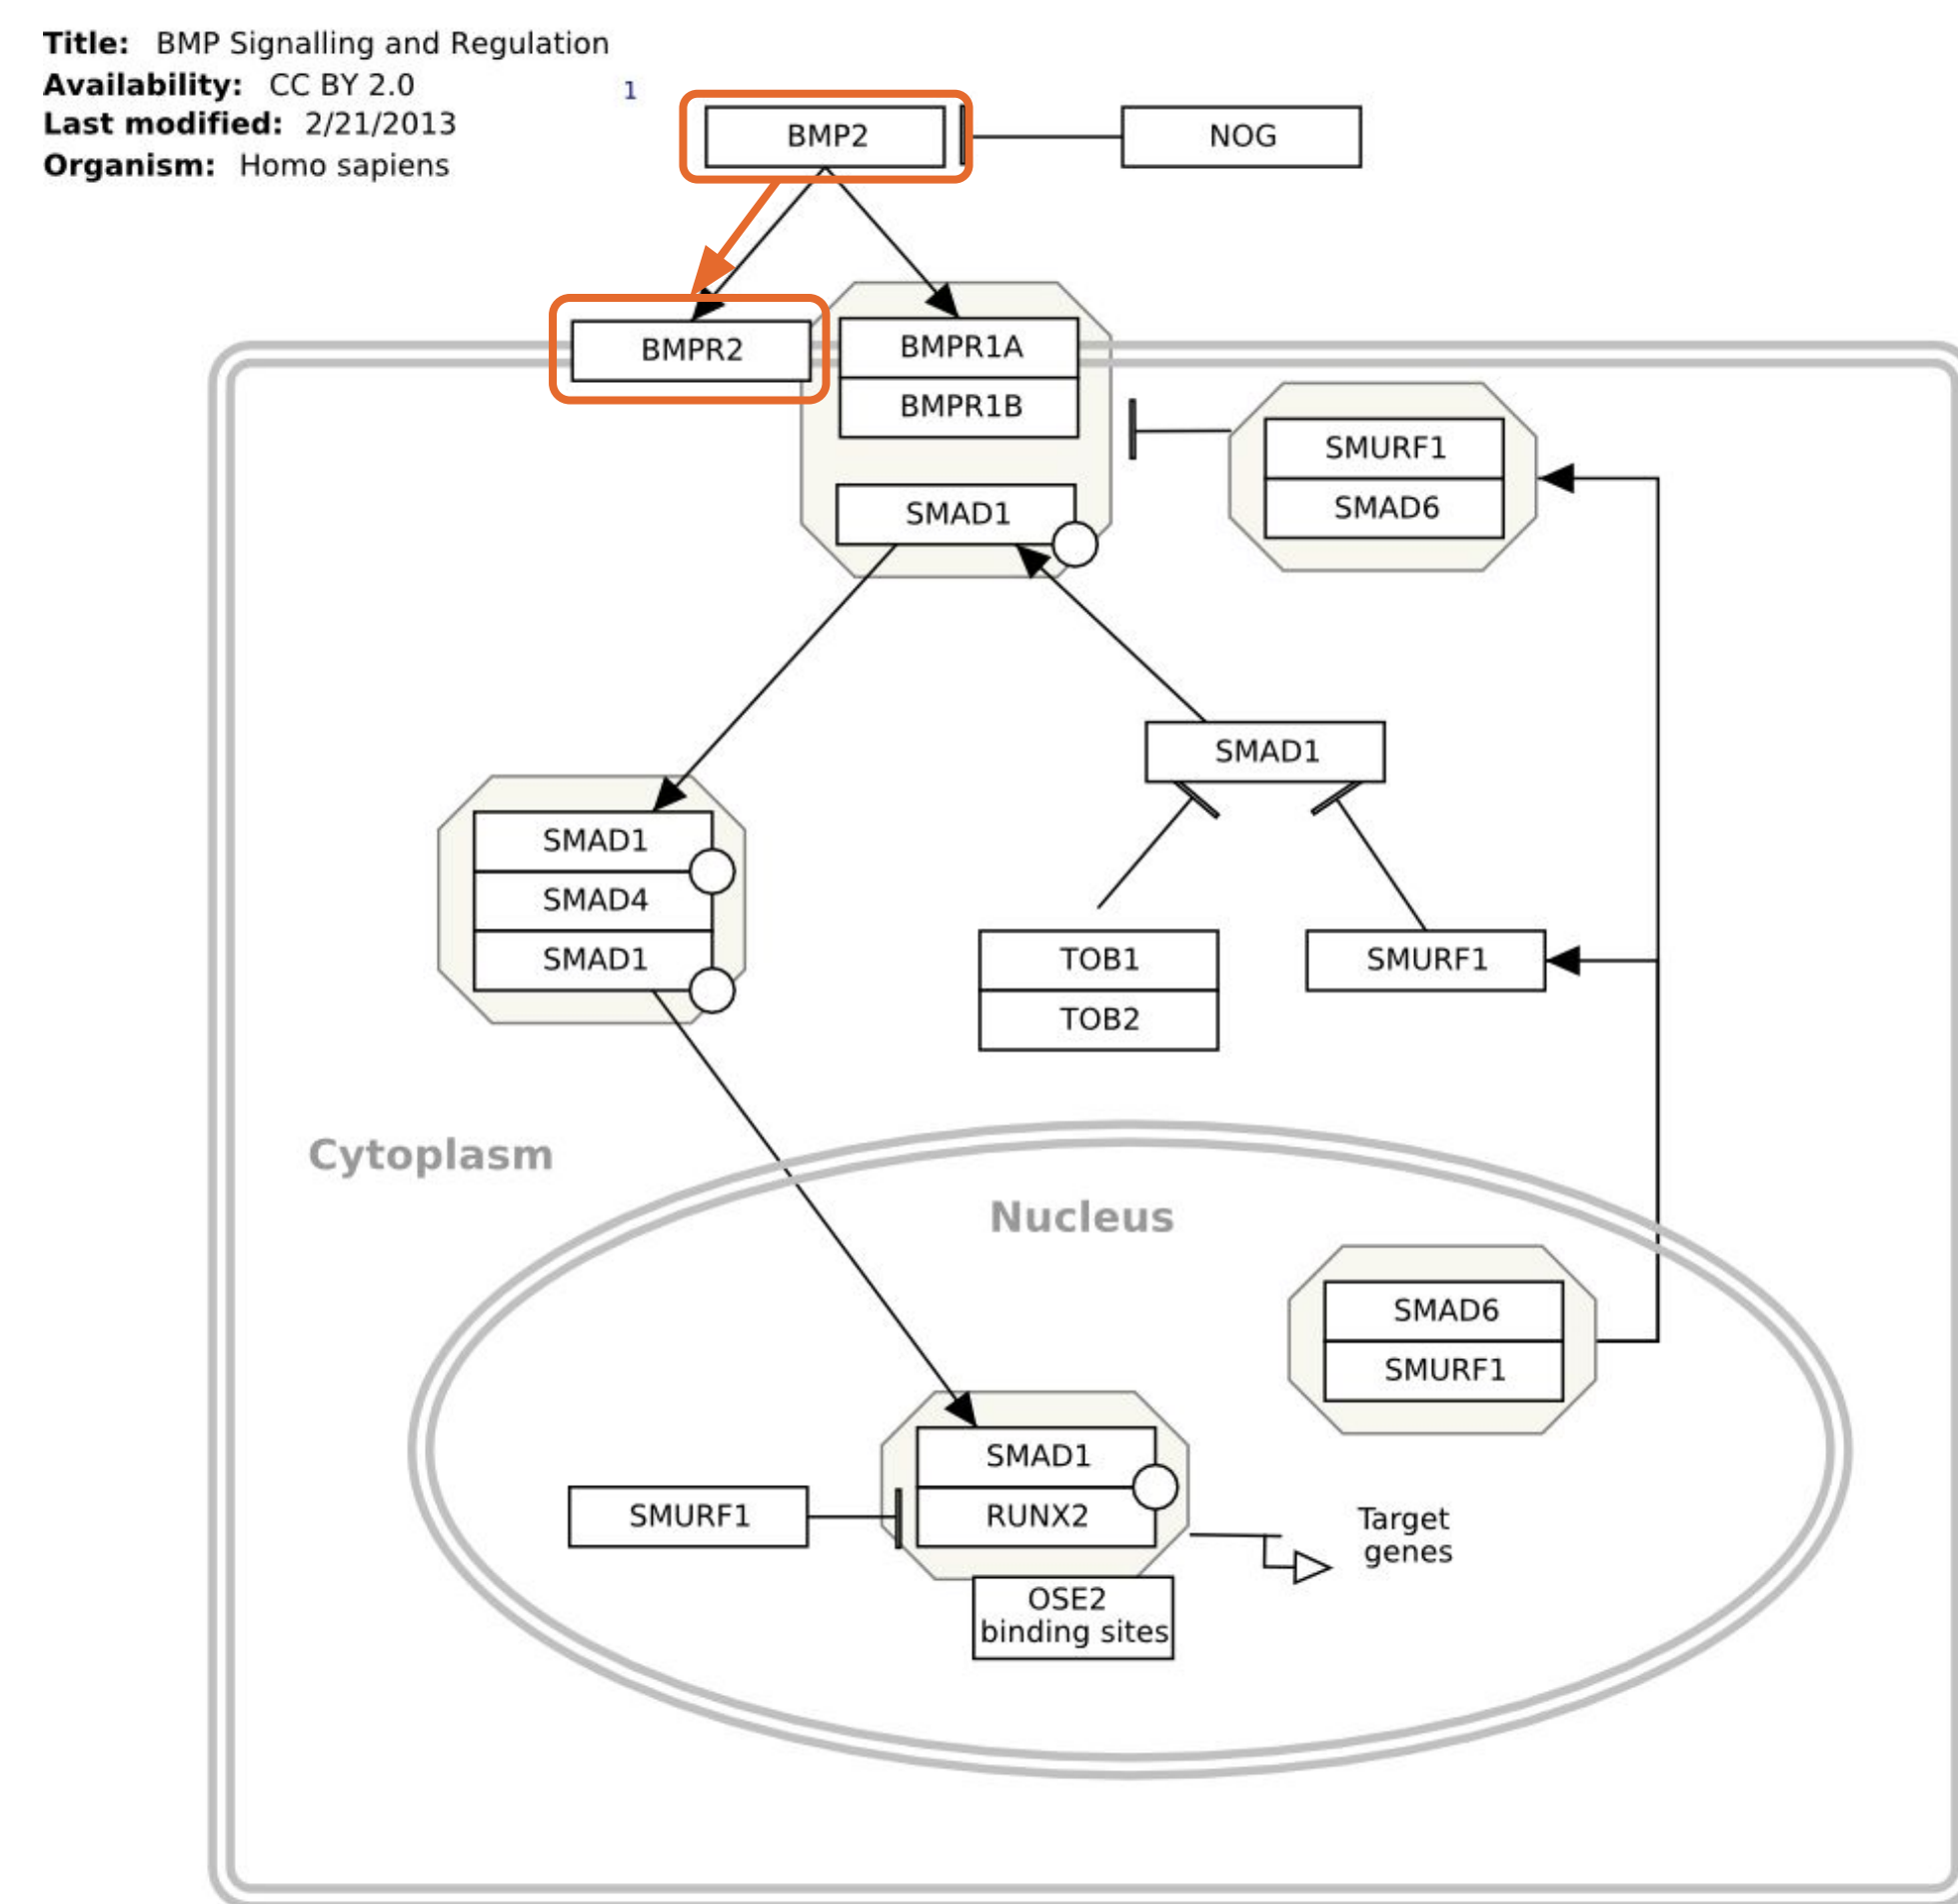 Title: BMP Signalling and Regulation
Availability: CC BY 2.0
Last modified: 2/21/2013
Organism: Homo sapiens
1
BMP2
NOG
BMPR2
BMPR1A
BMPR1B
SMAD1
SMURF1
SMAD6
SMAD1
SMAD1
SMAD4
SMAD1
TOB1
TOB2
SMURF1
Cytoplasm
Nucleus
SMAD6
SMURF1
SMAD1
RUNX2
SMURF1
Target
genes
OSE2
binding sites